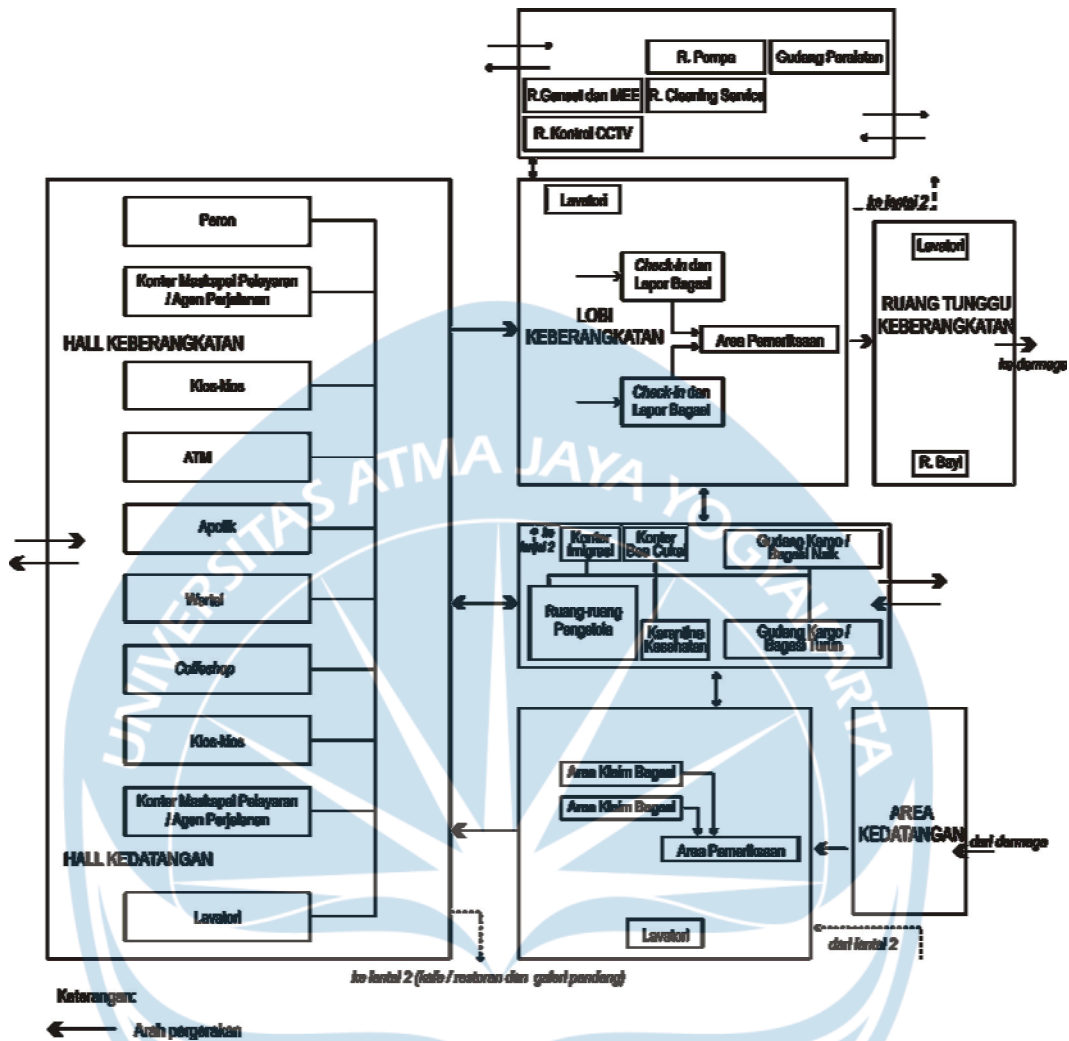 R. Pompa
Gudang Peralatan
R.Genset dan MEE
R. Cleaning Service
R. Kontrol CCTV
Peron
Konter Maskapai Pelayaran
/ Agen Perjalanan
HALL KEBERANGKATAN
Kios-kios
ATM
Apotik
Wartel
Coffeshop
Kios-kios
Konter Maskapai Pelayaran
/ Agen Perjalanan
HALL KEDATANGAN
Lavatori
Lavatori
Check-in dan
Lapor Bagasi
LOBI
KEBERANGKATAN
Area Pemeriksaan
Check-in dan
Lapor Bagasi
ke lantai 2
Lavatori
RUANG TUNGGU
KEBERANGKATAN
ke dermaga
R. Bayi
ke
lantai 2
Konter
Imigrasi
Konter
Bea Cukai
Gudang Kargo /
Bagasi Naik
Ruang-ruang
Pengelola
Karantina
Kesehatan
Gudang Kargo /
Bagasi Turun
Area Klaim Bagasi
Area Klaim Bagasi
Area Pemeriksaan
Lavatori
AREA
KEDATANGAN
dari dermaga
dari lantai 2
ke lantai 2 (kafe / restoran dan galeri pandang)
Keterangan:
Arah pergerakan
UNIVERSITAS ATMA JAYA YOGYAKARTA